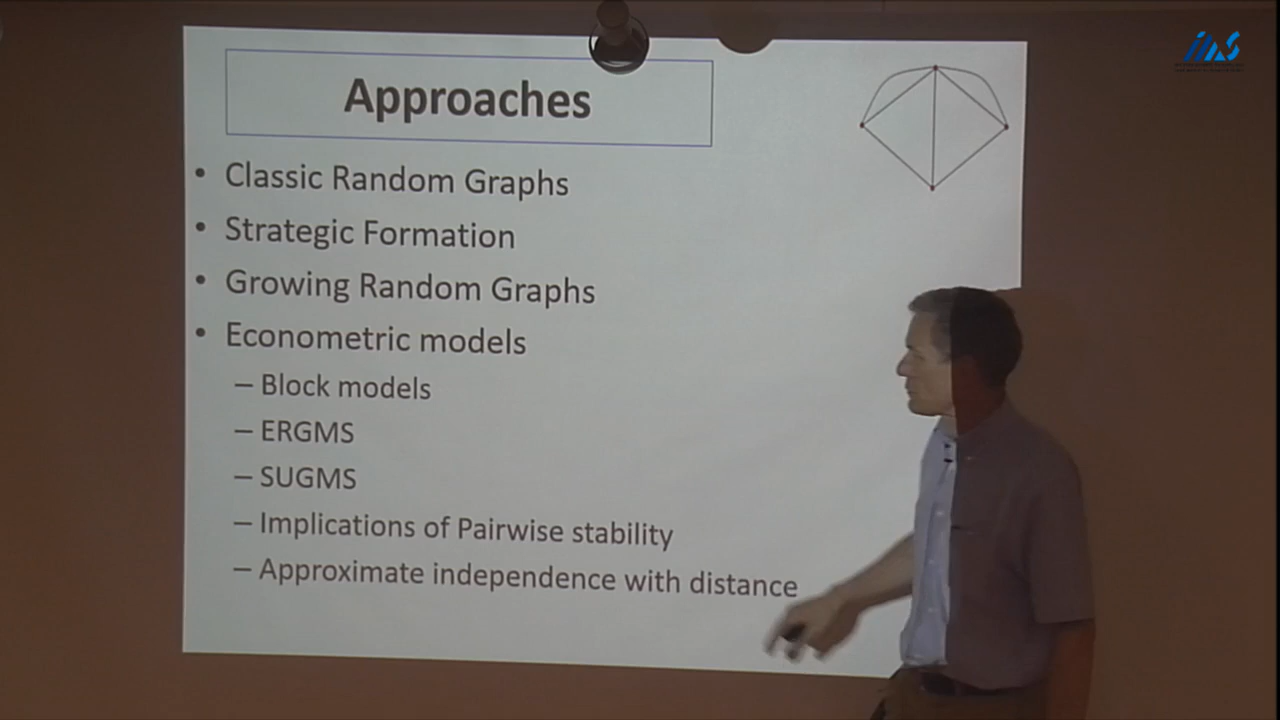 Approaches
• Classic Random Graphs
• Strategic Formation
• Growing Random Graphs
• Econometric models
– Block models
– ERGMS
– SUGMS
– Implications of Pairwise stability
– Approximate independence with distance
ims